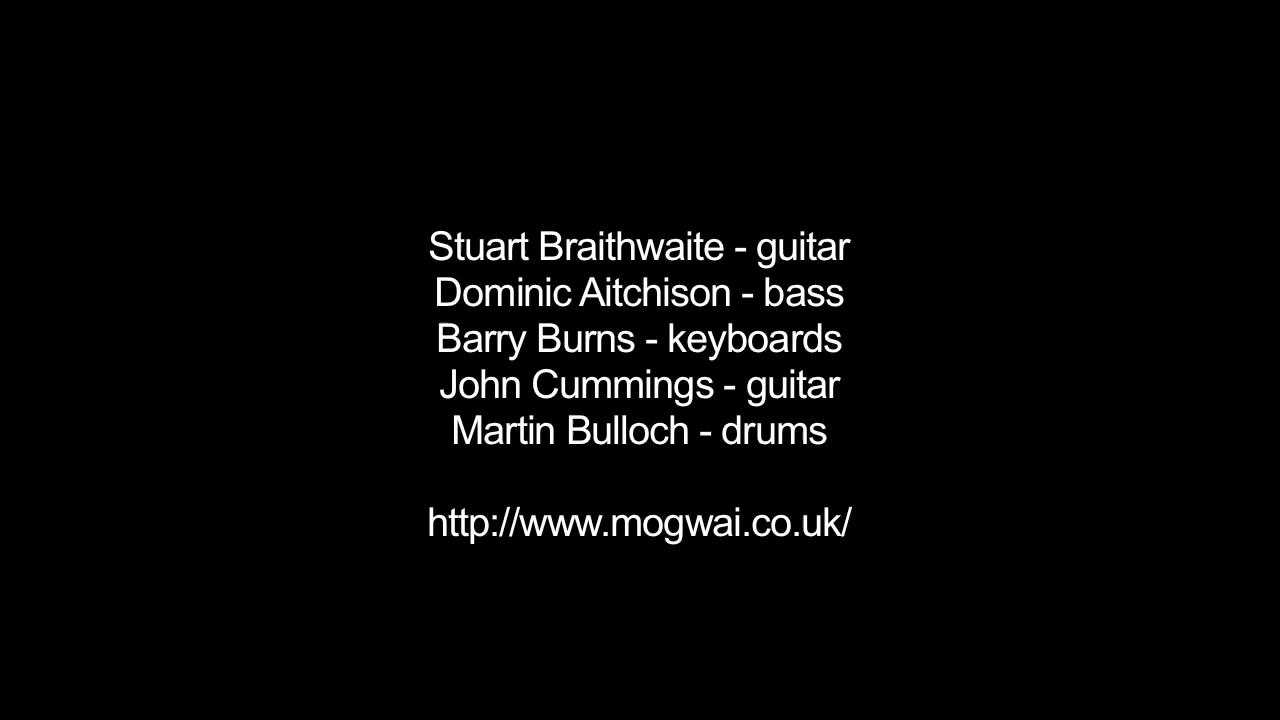 Stuart Braithwaite - guitar
Dominic Aitchison - bass
Barry Burns - keyboards
John Cummings - guitar
Martin Bulloch - drums
http://www.mogwai.co.uk/